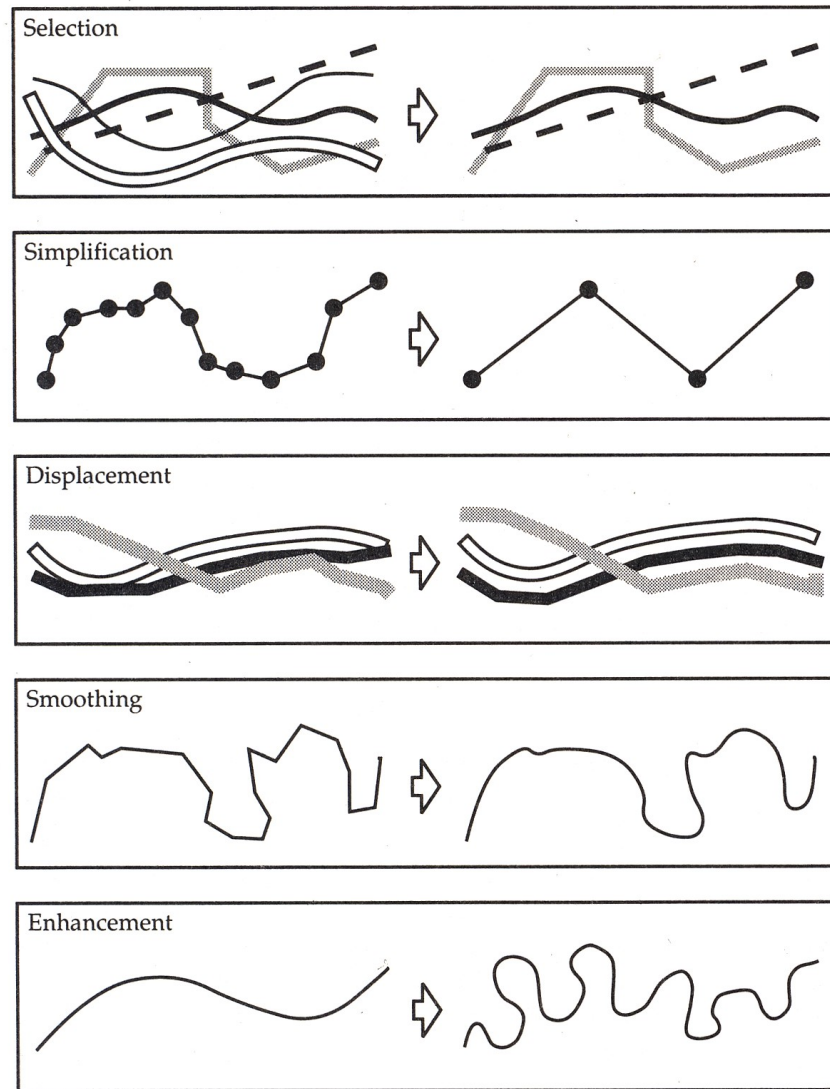 Selection
Simplification
Displacement
Smoothing
Enhancement